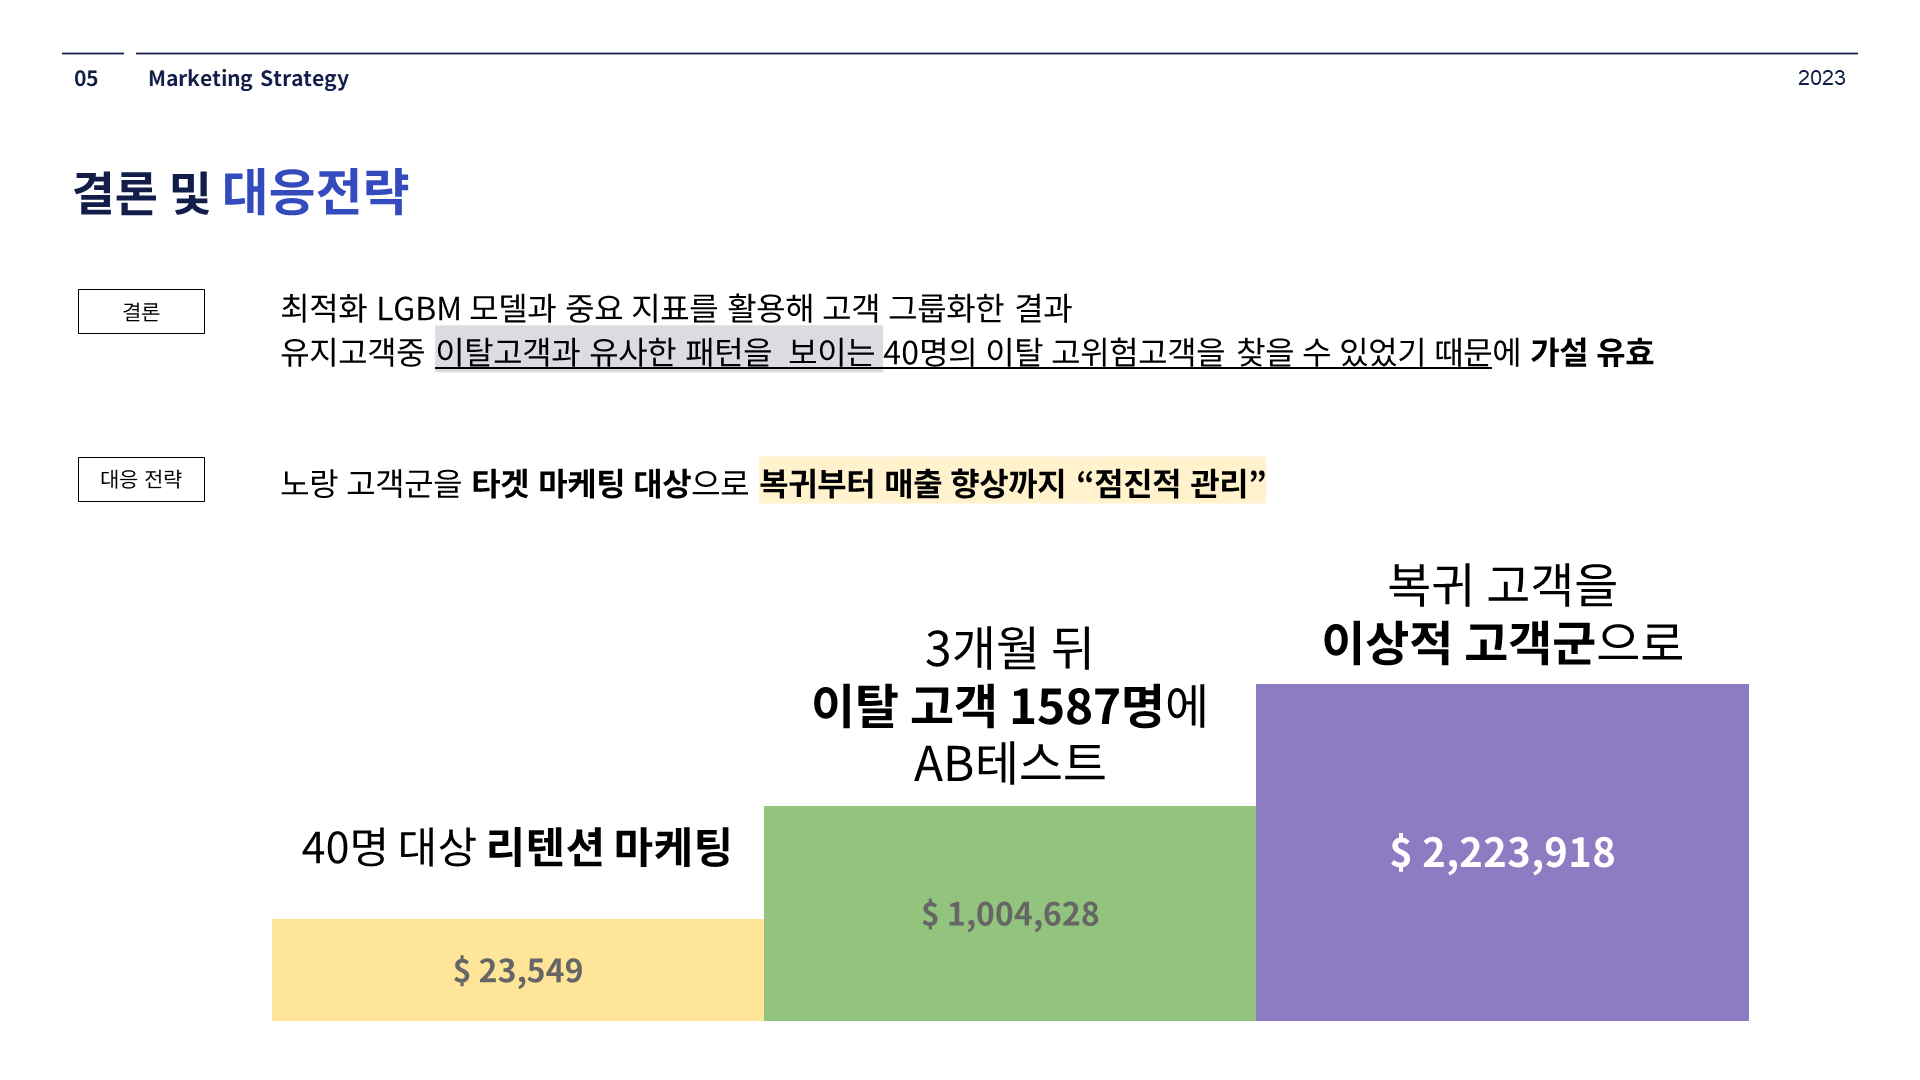 05 Marketing Strategy 2023
결론 및 대응전략
결론
최적화 LGBM 모델과 중요 지표를 활용해 고객 그룹화한 결과
유지고객중 이탈고객과 유사한 패턴을 보이는 40명의 이탈 고위험고객을 찾을 수 있었기 때문에 가설 유효
대응 전략
노랑 고객군을 타겟 마케팅 대상으로 복귀부터 매출 향상까지 “점진적 관리”
40명 대상 리텐션 마케팅
$ 23,549
3개월 뒤
이탈 고객 1587명에
AB테스트
$ 1,004,628
복귀 고객을
이상적 고객군으로
$ 2,223,918